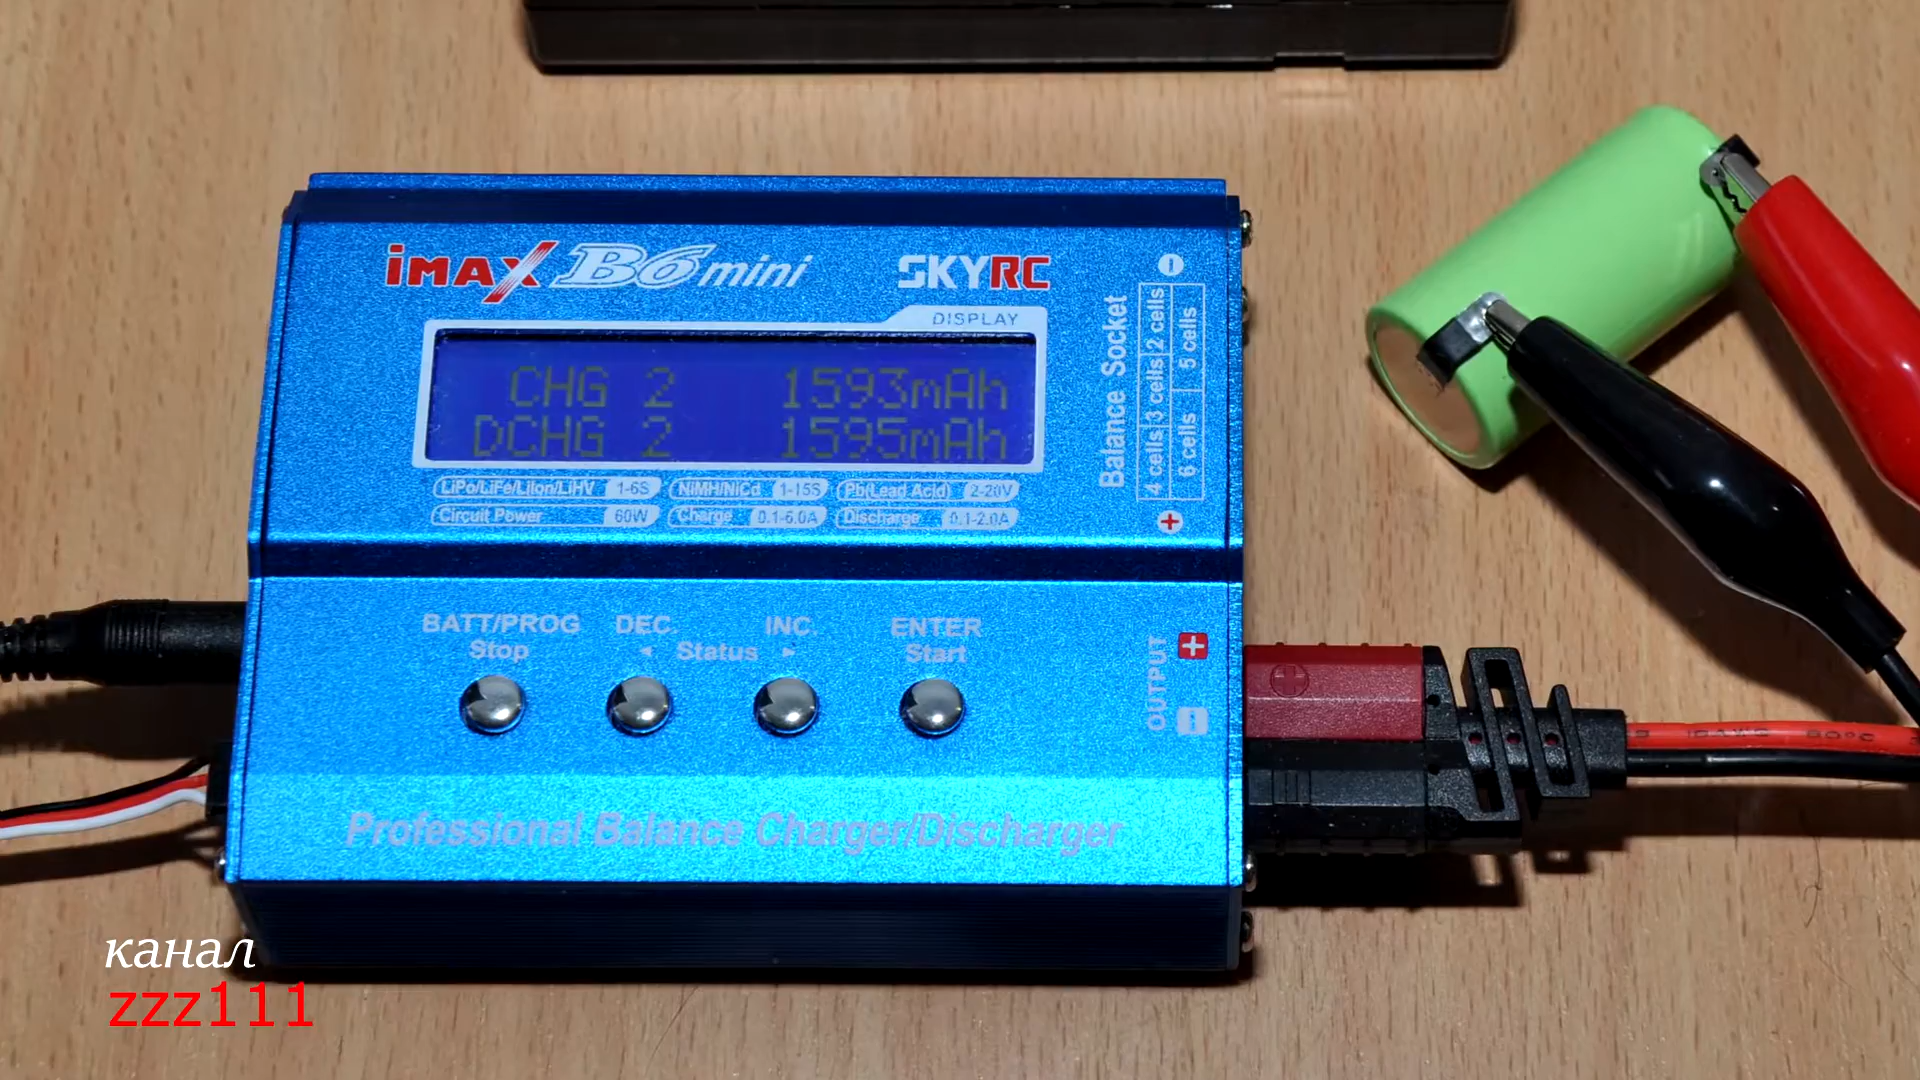 iMAX B6 mini SKYRC
DISPLAY
CHG 2 1593mAh
DCHG 2 1595mAh
LiPo/LiFe/LiIon/LiHV 1-6S NiMH/NiCd 1-15S Pb(Lead Acid) 2-20V
Circuit Power 60W Charge 0.1-6.0A Discharge 0.1-2.0A
Balance Socket
4 cells 3 cells 2 cells
6 cells 5 cells
BATT/PROG DEC. INC. ENTER
Stop ◄ Status ► Start
OUTPUT
Professional Balance Charger/Discharger
канал
zzz111